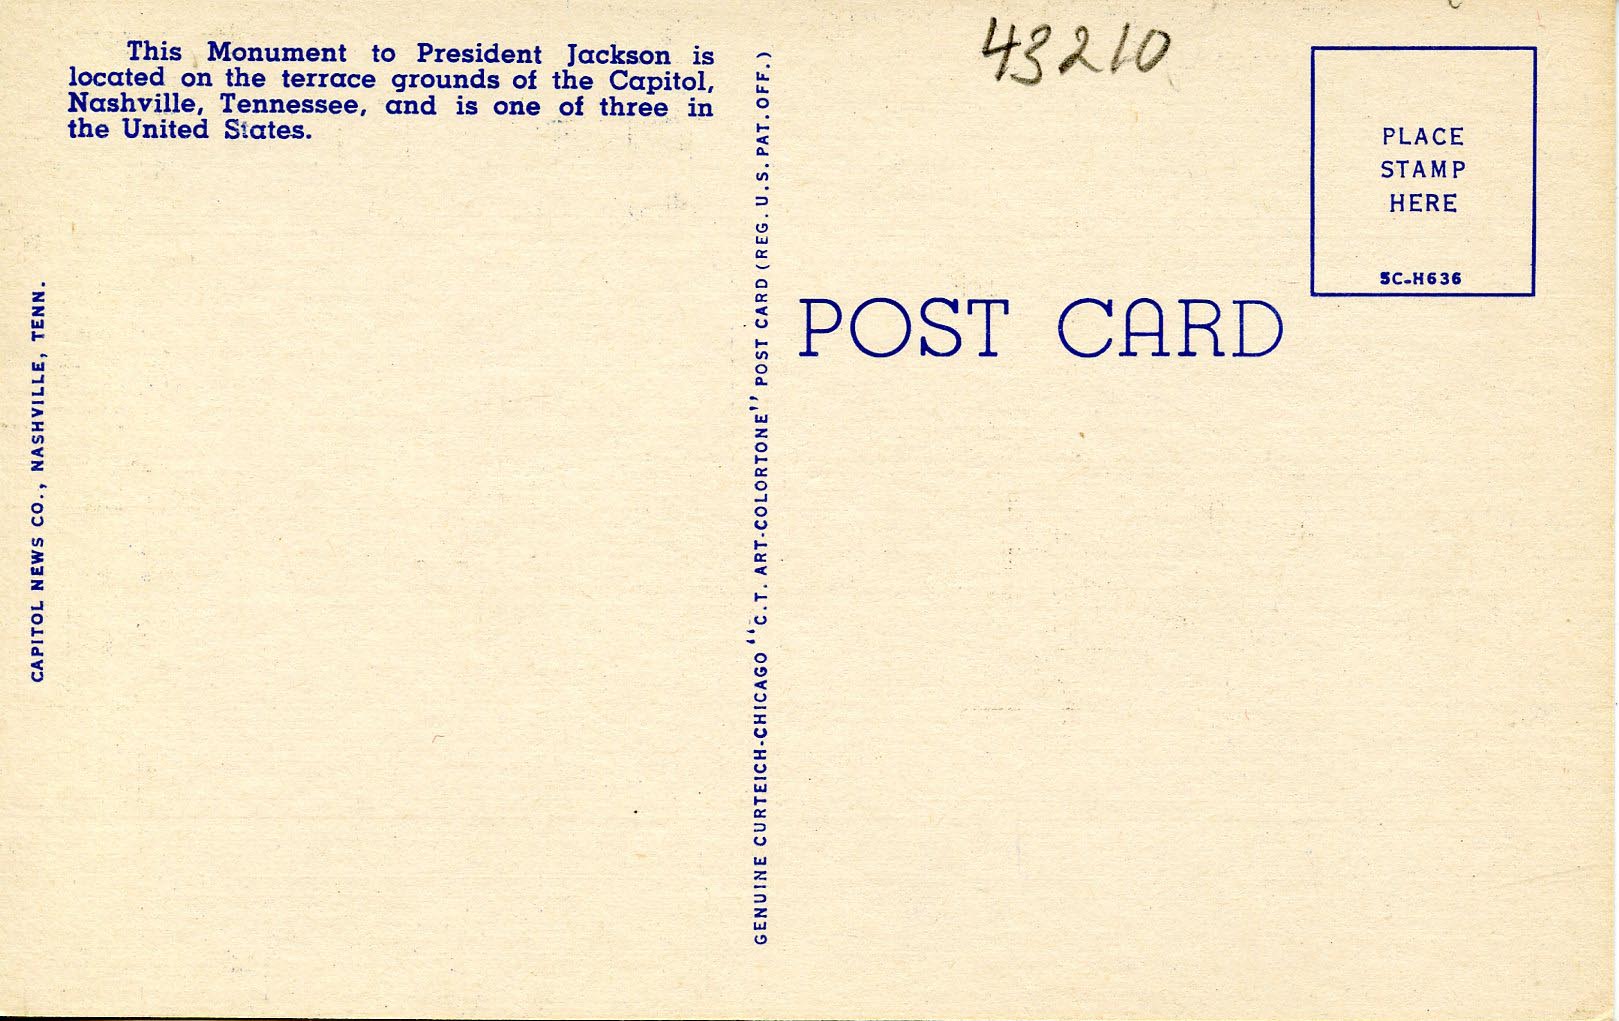 This Monument to President Jackson is
located on the terrace grounds of the Capitol,
Nashville, Tennessee, and is one of three in
the United States.
CAPITOL NEWS CO., NASHVILLE, TENN.
GENUINE CURTEICH-CHICAGO "C.T. ART-COLORTONE" POST CARD (REG. U.S. PAT. OFF.)
43210
PLACE
STAMP
HERE
5C-H636
POST CARD